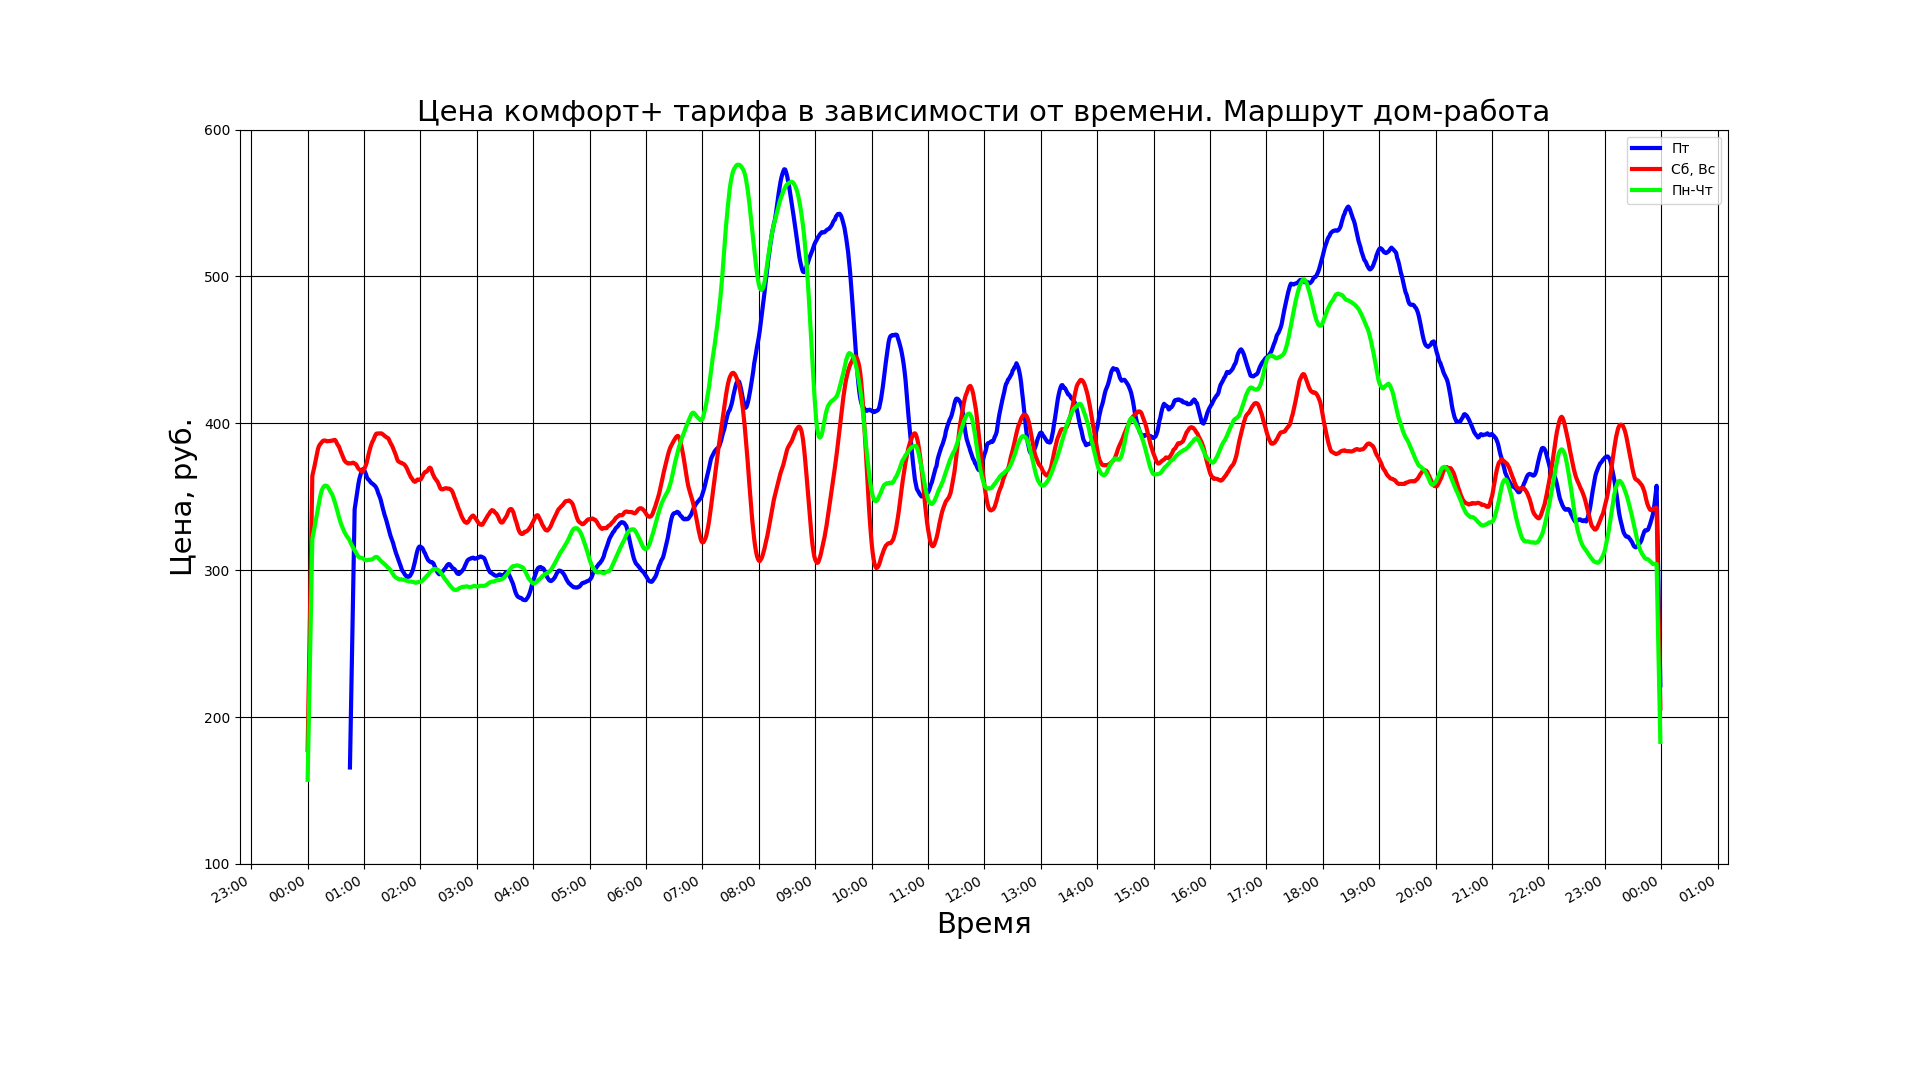 Цена комфорт+ тарифа в зависимости от времени. Маршрут дом-работа
Пт
Сб, Вс
Пн-Чт
Цена, руб.
600
500
400
300
200
100
23:00 00:00 01:00 02:00 03:00 04:00 05:00 06:00 07:00 08:00 09:00 10:00 11:00 12:00 13:00 14:00 15:00 16:00 17:00 18:00 19:00 20:00 21:00 22:00 23:00 00:00 01:00
Время